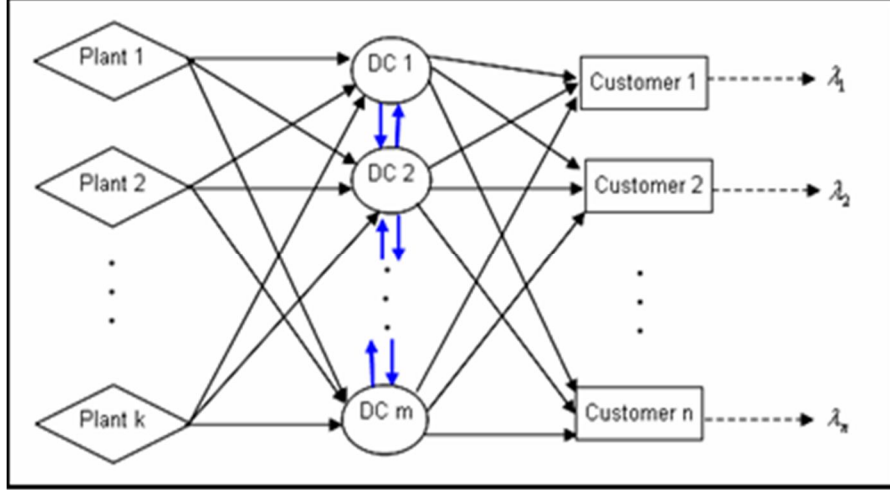 Plant 1
DC 1
Customer 1
λ1
Plant 2
DC 2
Customer 2
λ2
Plant k
DC m
Customer n
λn